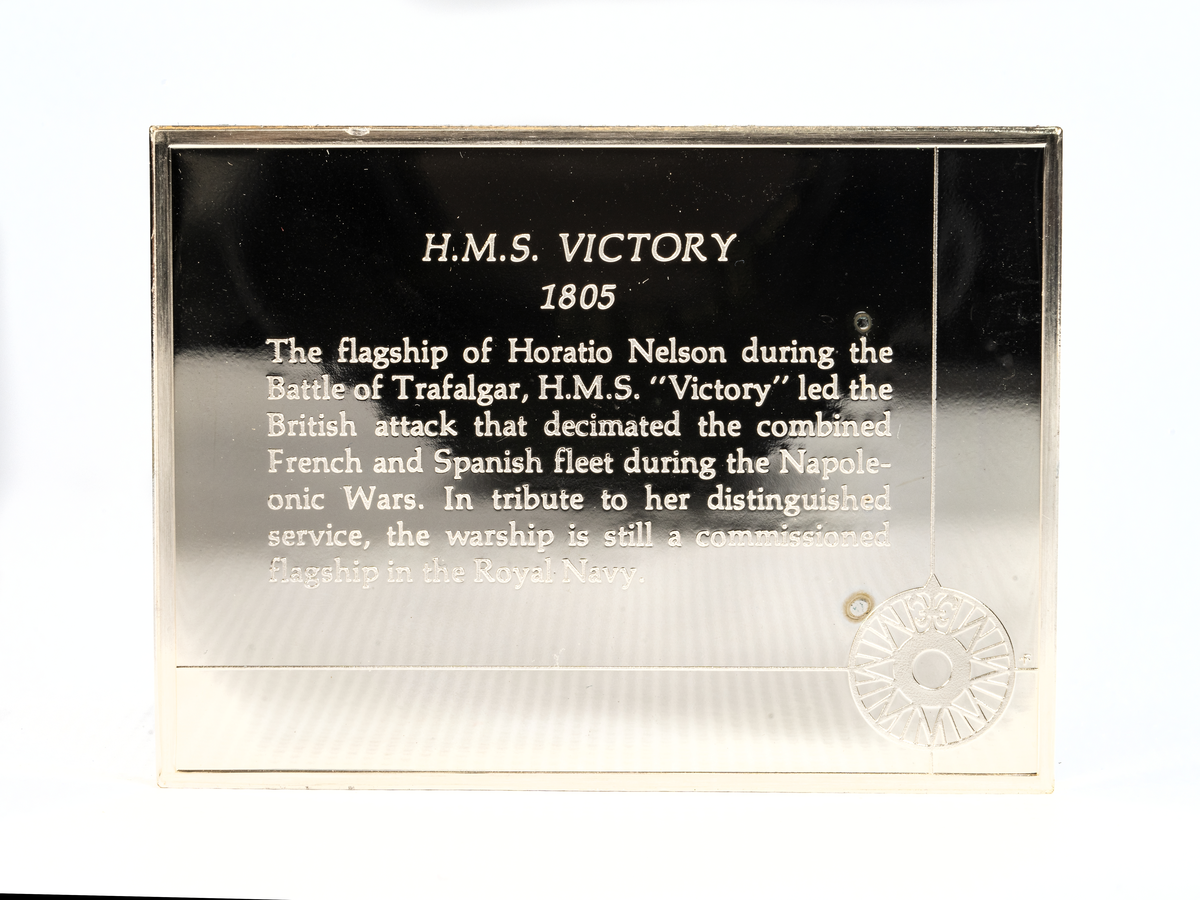 H.M.S. VICTORY
1805
The flagship of Horatio Nelson during the
Battle of Trafalgar, H.M.S. "Victory" led the
British attack that decimated the combined
French and Spanish fleet during the Napole-
onic Wars. In tribute to her distinguished
service, the warship is still a commissioned
flagship in the Royal Navy.